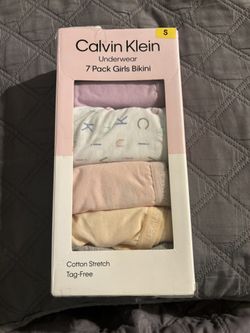 S
Calvin Klein
Underwear
7 Pack Girls Bikini
Cotton Stretch
Tag-Free